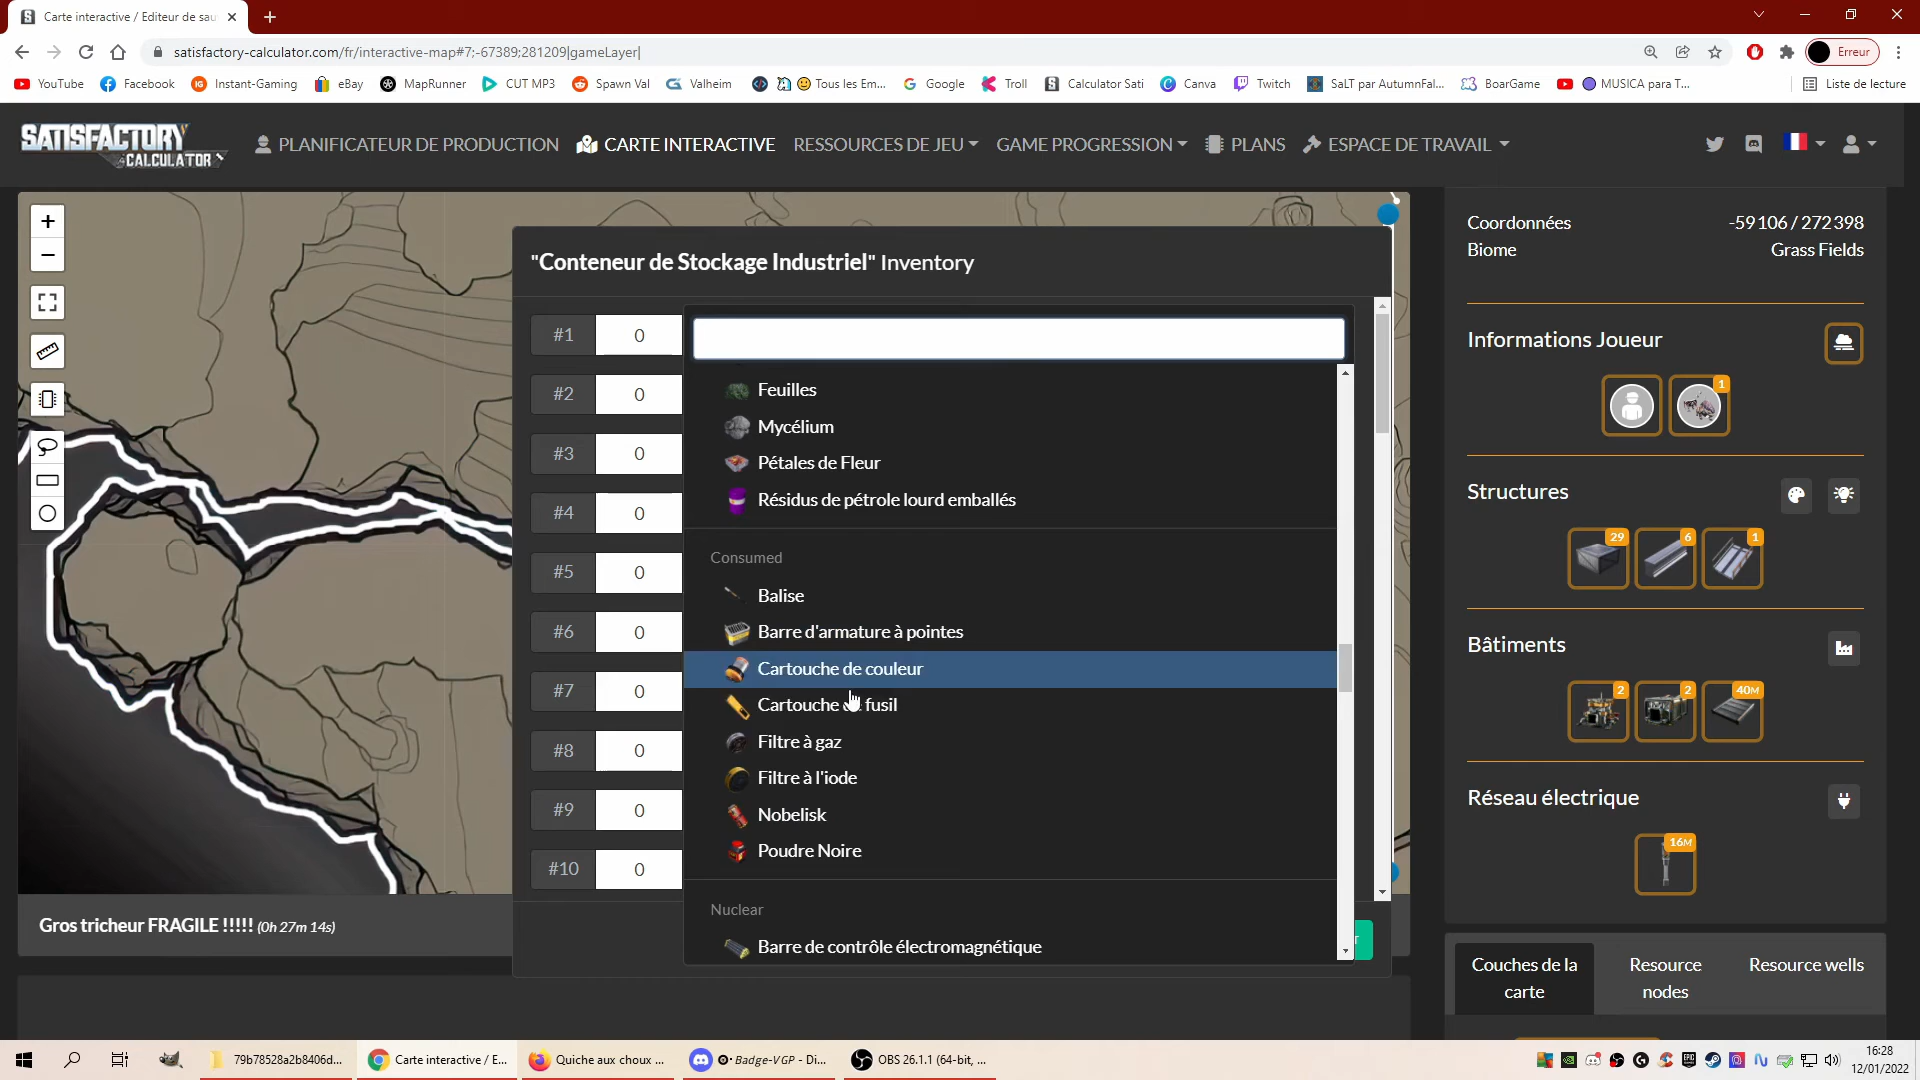 Carte interactive / Editeur de sau
satisfactory-calculator.com/fr/interactive-map#7;-67389;281209|gameLayer|
Erreur
YouTube Facebook Instant-Gaming eBay MapRunner CUT MP3 Spawn Val Valheim Tous les Em... Google Troll Calculator Sati Canva Twitch SaLT par AutumnFal... BoarGame MUSICA para T... Liste de lecture
SATISFACTORY
CALCULATOR
PLANIFICATEUR DE PRODUCTION CARTE INTERACTIVE RESSOURCES DE JEU GAME PROGRESSION PLANS ESPACE DE TRAVAIL
+
−
"Conteneur de Stockage Industriel" Inventory
#1 0
#2 0
#3 0
#4 0
#5 0
#6 0
#7 0
#8 0
#9 0
#10 0
Feuilles
Mycélium
Pétales de Fleur
Résidus de pétrole lourd emballés
Consumed
Balise
Barre d'armature à pointes
Cartouche de couleur
Cartouche fusil
Filtre à gaz
Filtre à l'iode
Nobelisk
Poudre Noire
Nuclear
Barre de contrôle électromagnétique
Gros tricheur FRAGILE !!!!! (0h 27m 14s)
Coordonnées -59106 / 272398
Biome Grass Fields
Informations Joueur
1
Structures
29 6 1
Bâtiments
2 2 40M
Réseau électrique
16M
Couches de la carte
Resource nodes
Resource wells
79b78528a2b8406d... Carte interactive / E... Quiche aux choux ... Badge-VGP - Di... OBS 26.1.1 (64-bit, ...
16:28
12/01/2022